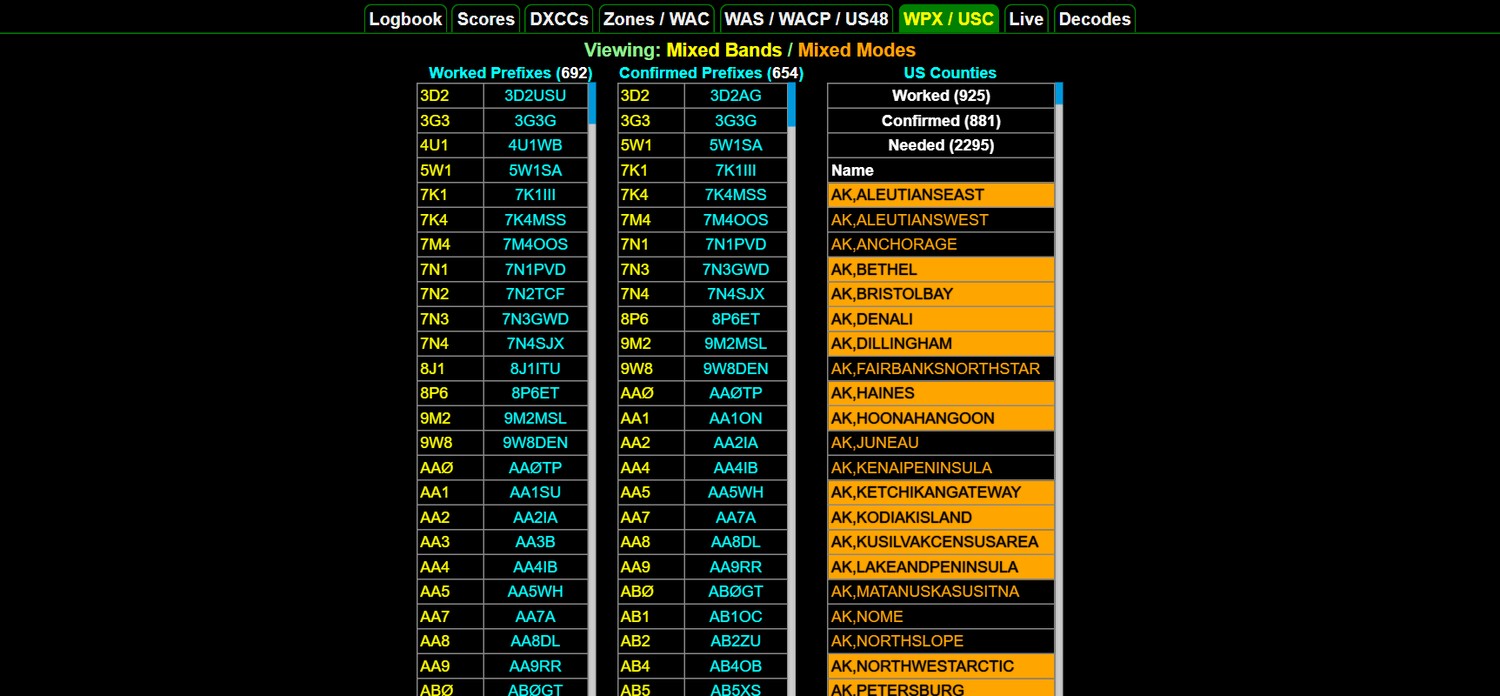 Logbook Scores DXCCs Zones / WAC WAS / WACP / US48 WPX / USC Live Decodes
Viewing: Mixed Bands / Mixed Modes
Worked Prefixes (692) Confirmed Prefixes (654) US Counties
3D2 3D2USU 3D2 3D2AG Worked (925)
3G3 3G3G 3G3 3G3G Confirmed (881)
4U1 4U1WB 5W1 5W1SA Needed (2295)
5W1 5W1SA 7K1 7K1III Name
7K1 7K1III 7K4 7K4MSS AK,ALEUTIANSEAST
7K4 7K4MSS 7M4 7M4OOS AK,ALEUTIANSWEST
7M4 7M4OOS 7N1 7N1PVD AK,ANCHORAGE
7N1 7N1PVD 7N3 7N3GWD AK,BETHEL
7N2 7N2TCF 7N4 7N4SJX AK,BRISTOLBAY
7N3 7N3GWD 8P6 8P6ET AK,DENALI
7N4 7N4SJX 9M2 9M2MSL AK,DILLINGHAM
8J1 8J1ITU 9W8 9W8DEN AK,FAIRBANKSNORTHSTAR
8P6 8P6ET AAØ AAØTP AK,HAINES
9M2 9M2MSL AA1 AA1ON AK,HOONAHANGOON
9W8 9W8DEN AA2 AA2IA AK,JUNEAU
AAØ AAØTP AA4 AA4IB AK,KENAIPENINSULA
AA1 AA1SU AA5 AA5WH AK,KETCHIKANGATEWAY
AA2 AA2IA AA7 AA7A AK,KODIAKISLAND
AA3 AA3B AA8 AA8DL AK,KUSILVAKCENSUSAREA
AA4 AA4IB AA9 AA9RR AK,LAKEANDPENINSULA
AA5 AA5WH ABØ ABØGT AK,MATANUSKASUSITNA
AA7 AA7A AB1 AB1OC AK,NOME
AA8 AA8DL AB2 AB2ZU AK,NORTHSLOPE
AA9 AA9RR AB4 AB4OB AK,NORTHWESTARCTIC
ABØ ABØGT AB5 AB5XS AK,PETERSBURG